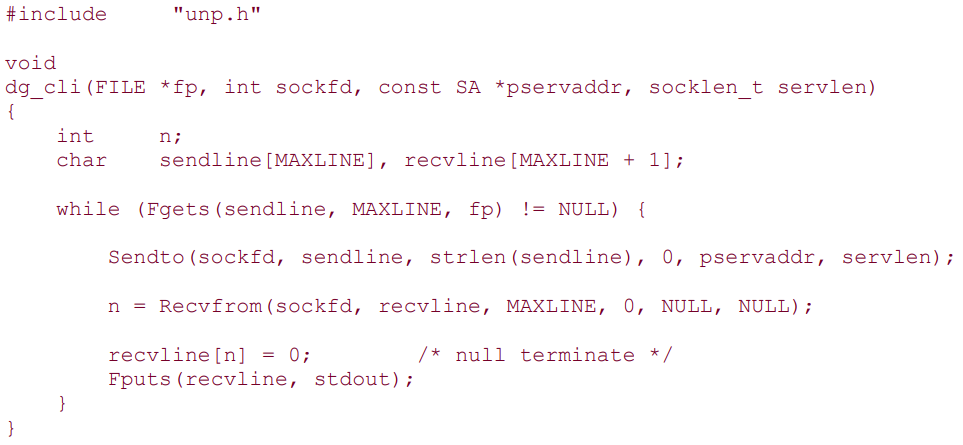 #include     "unp.h"

void
dg_cli(FILE *fp, int sockfd, const SA *pservaddr, socklen_t servlen)
{
    int     n;
    char    sendline[MAXLINE], recvline[MAXLINE + 1];

    while (Fgets(sendline, MAXLINE, fp) != NULL) {

        Sendto(sockfd, sendline, strlen(sendline), 0, pservaddr, servlen);

        n = Recvfrom(sockfd, recvline, MAXLINE, 0, NULL, NULL);

        recvline[n] = 0;        /* null terminate */
        Fputs(recvline, stdout);
    }
}